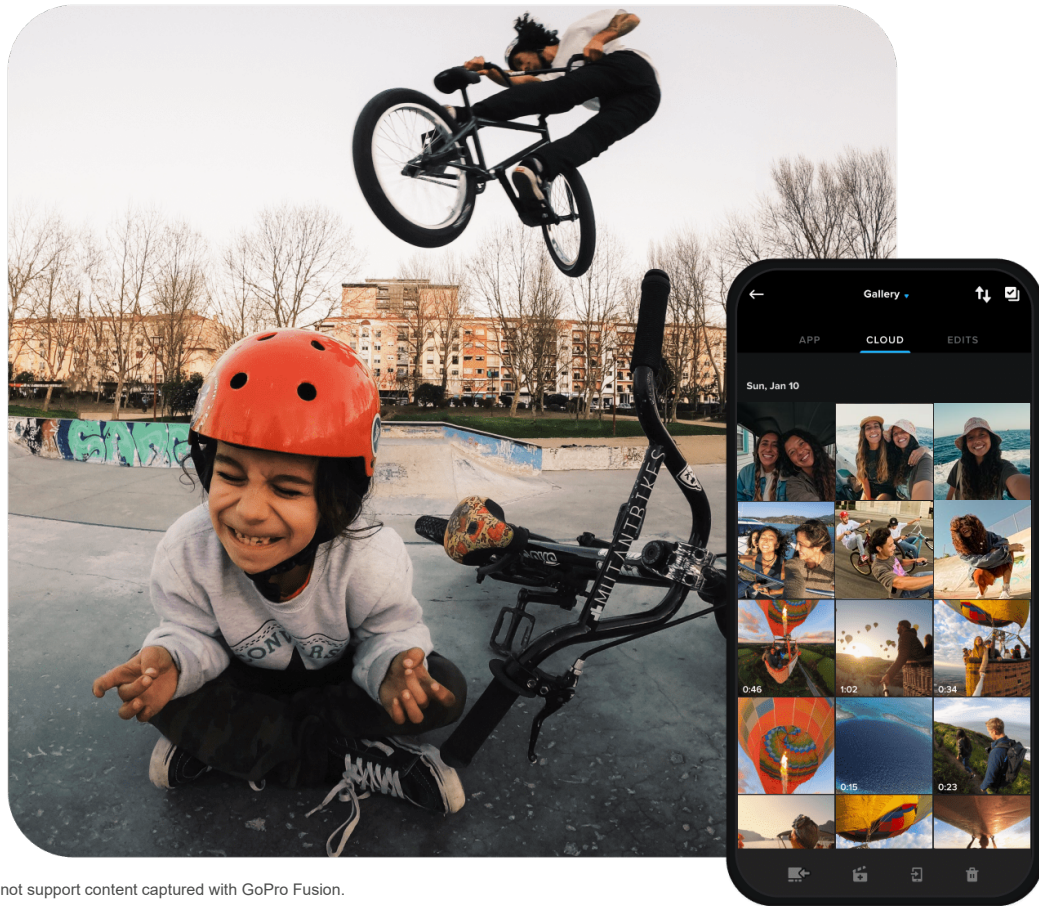 Gallery
APP
CLOUD
EDITS
Sun, Jan 10
MUTANTBIKES
0:46
1:02
0:34
0:15
0:23
not support content captured with GoPro Fusion.